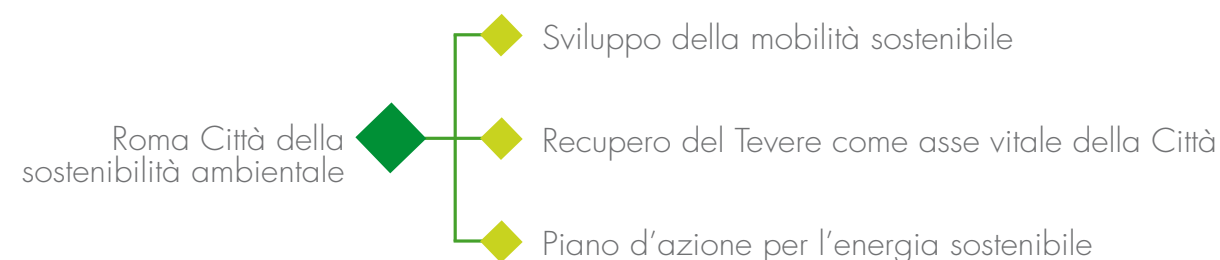 Roma Città della
sostenibilità ambientale
Sviluppo della mobilità sostenibile
Recupero del Tevere come asse vitale della Città
Piano d’azione per l’energia sostenibile